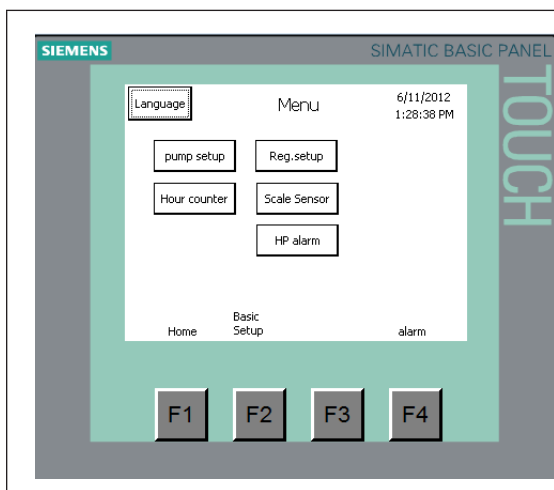 SIEMENS
SIMATIC BASIC PANEL
TOUCH
Language
Menu
6/11/2012
1:28:38 PM
pump setup
Reg.setup
Hour counter
Scale Sensor
HP alarm
Home
Basic
Setup
alarm
F1
F2
F3
F4